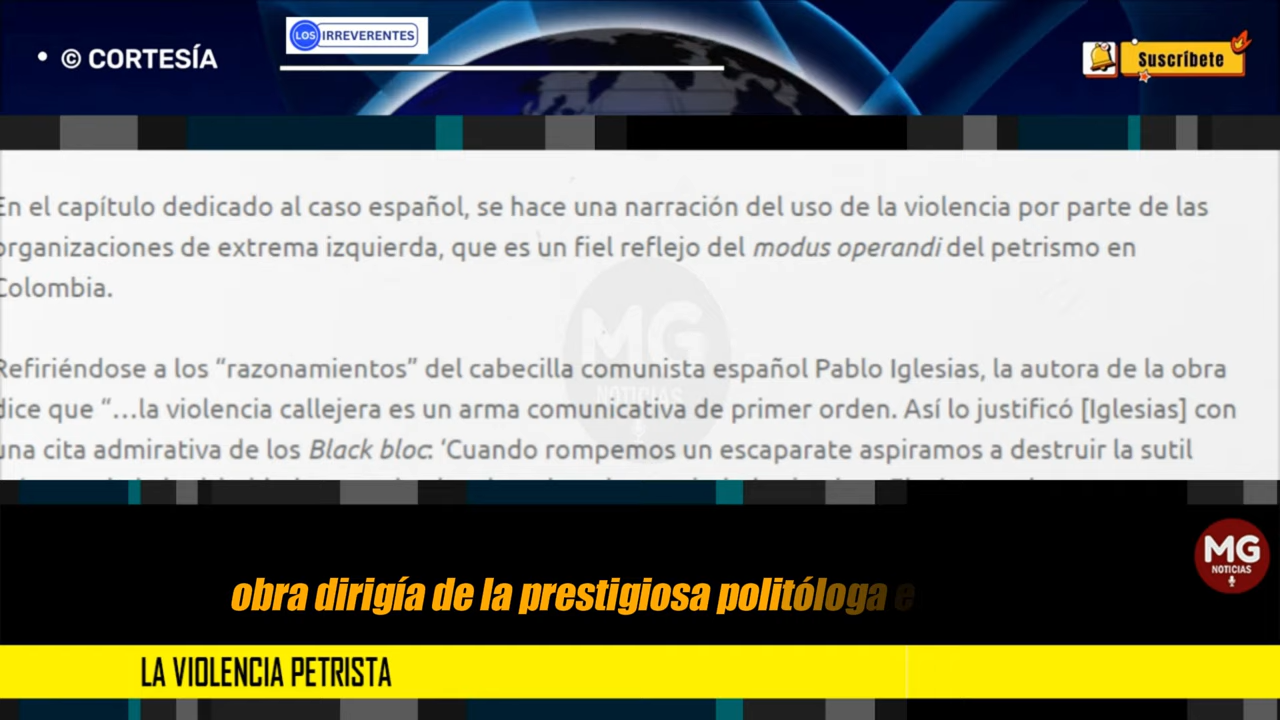 • © CORTESÍA
LOS IRREVERENTES
Suscríbete
En el capítulo dedicado al caso español, se hace una narración del uso de la violencia por parte de las
organizaciones de extrema izquierda, que es un fiel reflejo del modus operandi del petrismo en
Colombia.
Refiriéndose a los “razonamientos” del cabecilla comunista español Pablo Iglesias, la autora de la obra
dice que “…la violencia callejera es un arma comunicativa de primer orden. Así lo justificó [Iglesias] con
una cita admirativa de los Black bloc: ‘Cuando rompemos un escaparate aspiramos a destruir la sutil
MG
NOTICIAS
MG
NOTICIAS
obra dirigía de la prestigiosa politóloga e
LA VIOLENCIA PETRISTA